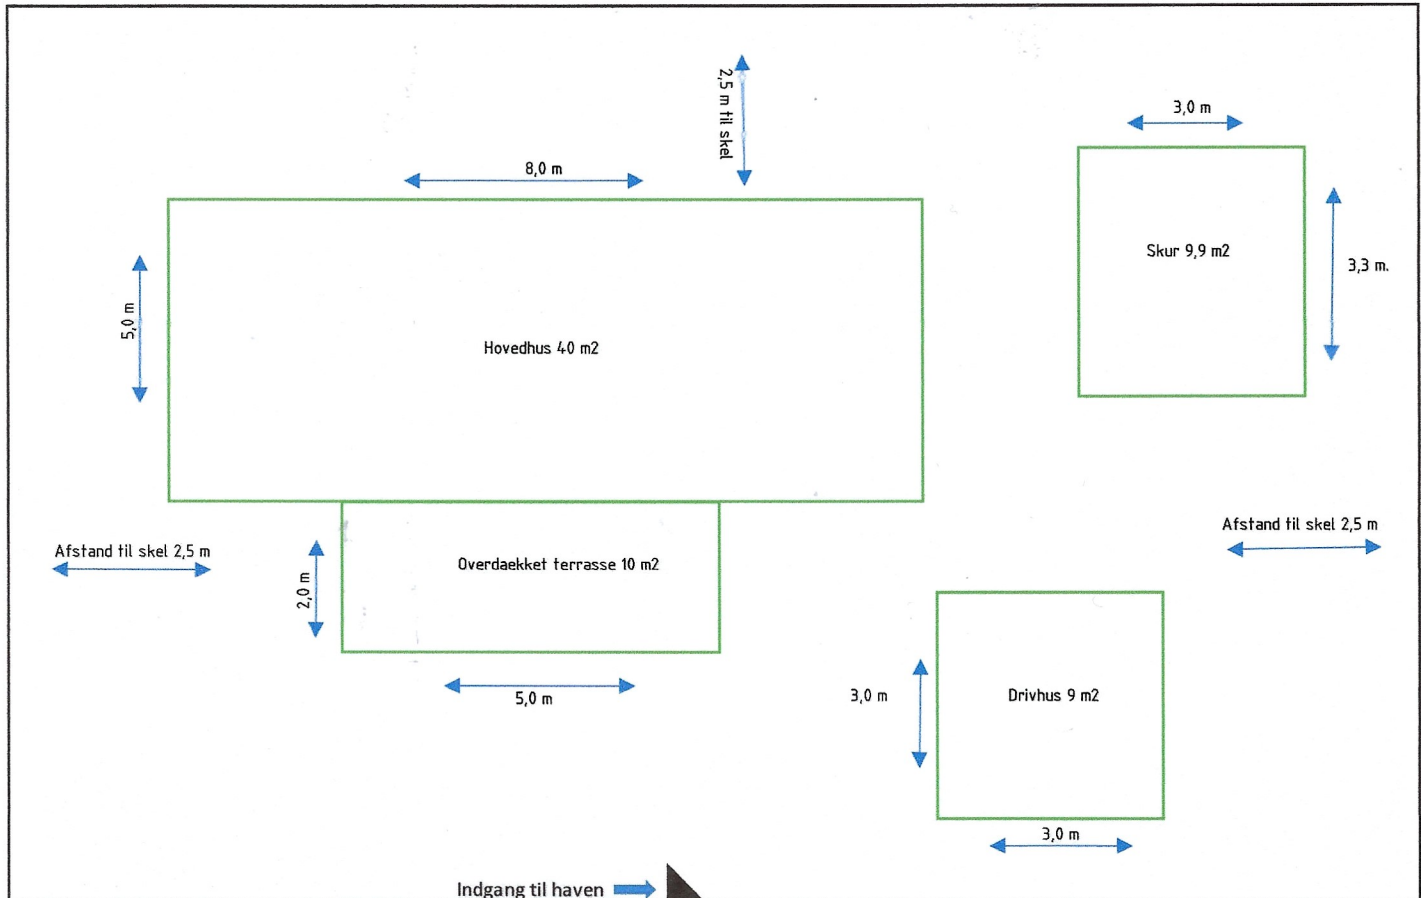 2,5 m til skel
3,0 m
8,0 m
Skur 9,9 m2
3,3 m.
5,0 m
Hovedhus 40 m2
Afstand til skel 2,5 m
Afstand til skel 2,5 m
Overdaekket terrasse 10 m2
2,0 m
5,0 m
3,0 m
Drivhus 9 m2
3,0 m
Indgang til haven